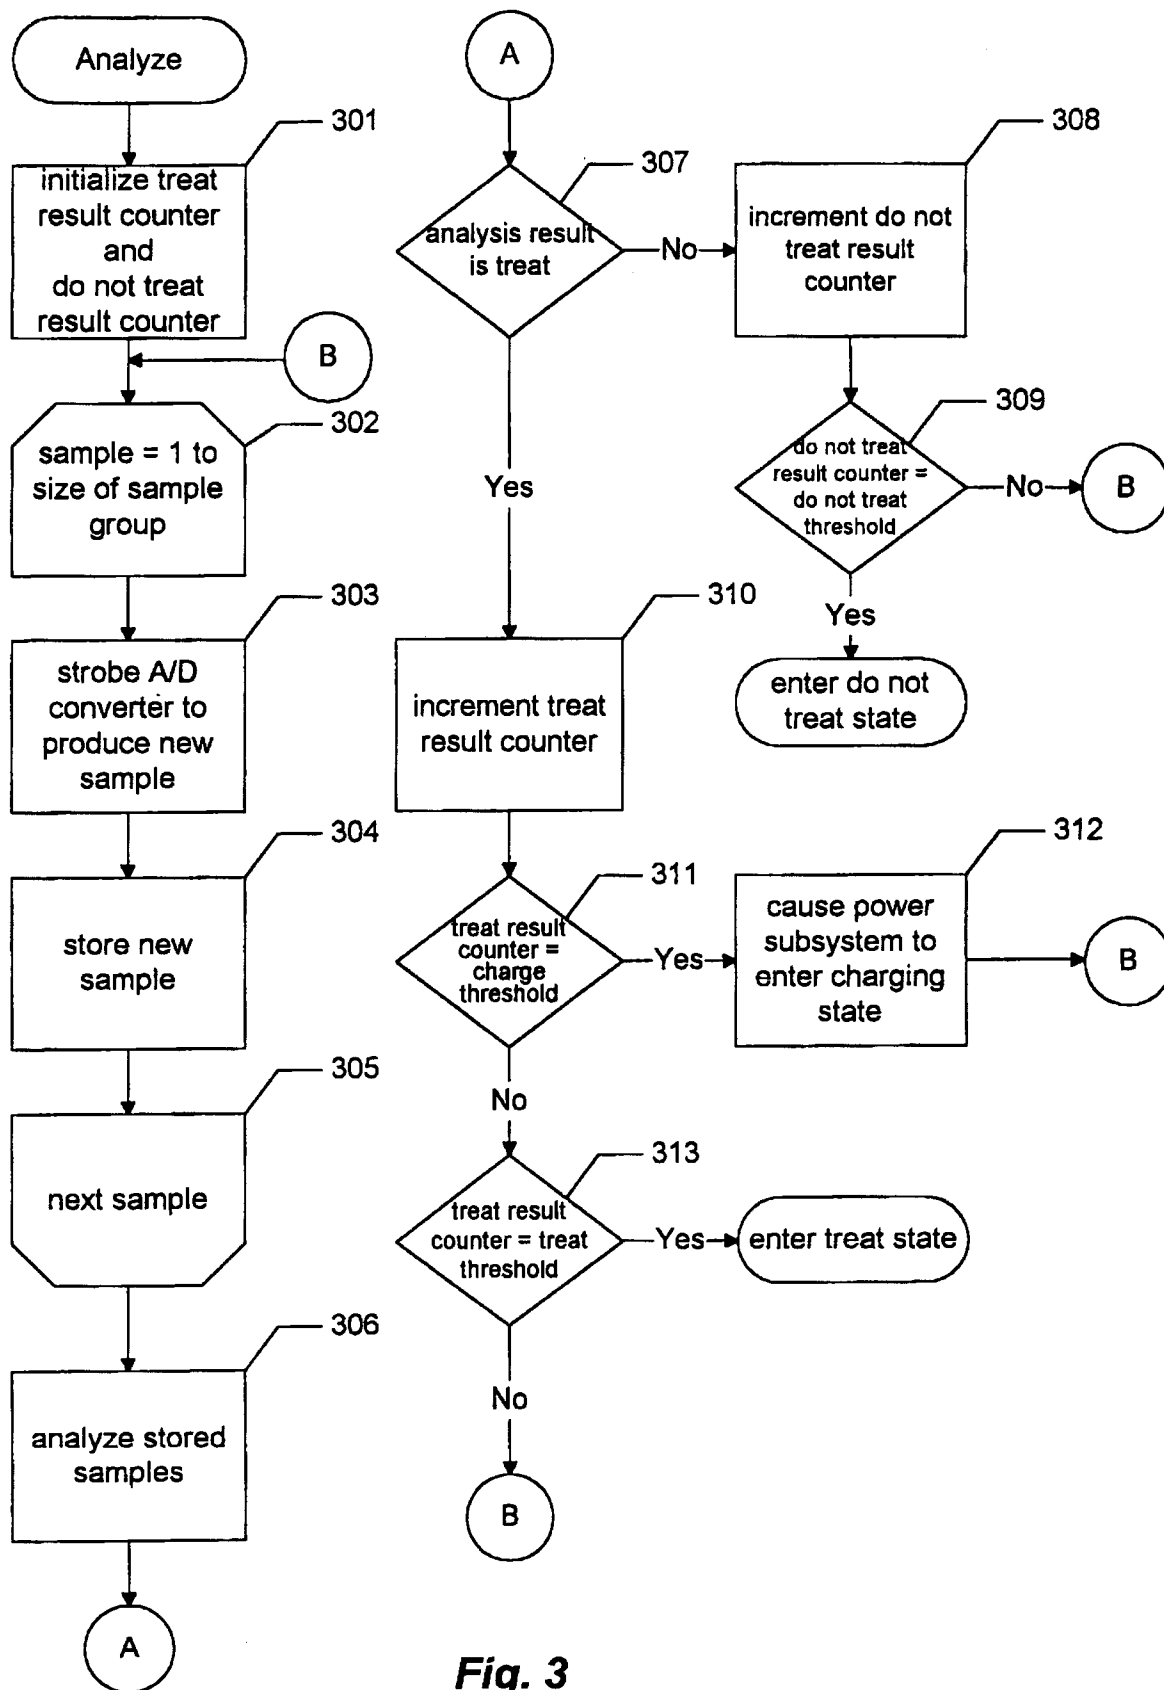 Analyze
301
initialize treat
result counter
and
do not treat
result counter
B
302
sample = 1 to
size of sample
group
303
strobe A/D
converter to
produce new
sample
304
store new
sample
305
next sample
306
analyze stored
samples
A
A
307
analysis result
is treat
No
308
increment do not
treat result
counter
309
do not treat
result counter =
do not treat
threshold
No
B
Yes
enter do not
treat state
Yes
310
increment treat
result counter
311
treat result
counter =
charge
threshold
Yes
312
cause power
subsystem to
enter charging
state
B
No
313
treat result
counter = treat
threshold
Yes
enter treat state
No
B
Fig. 3